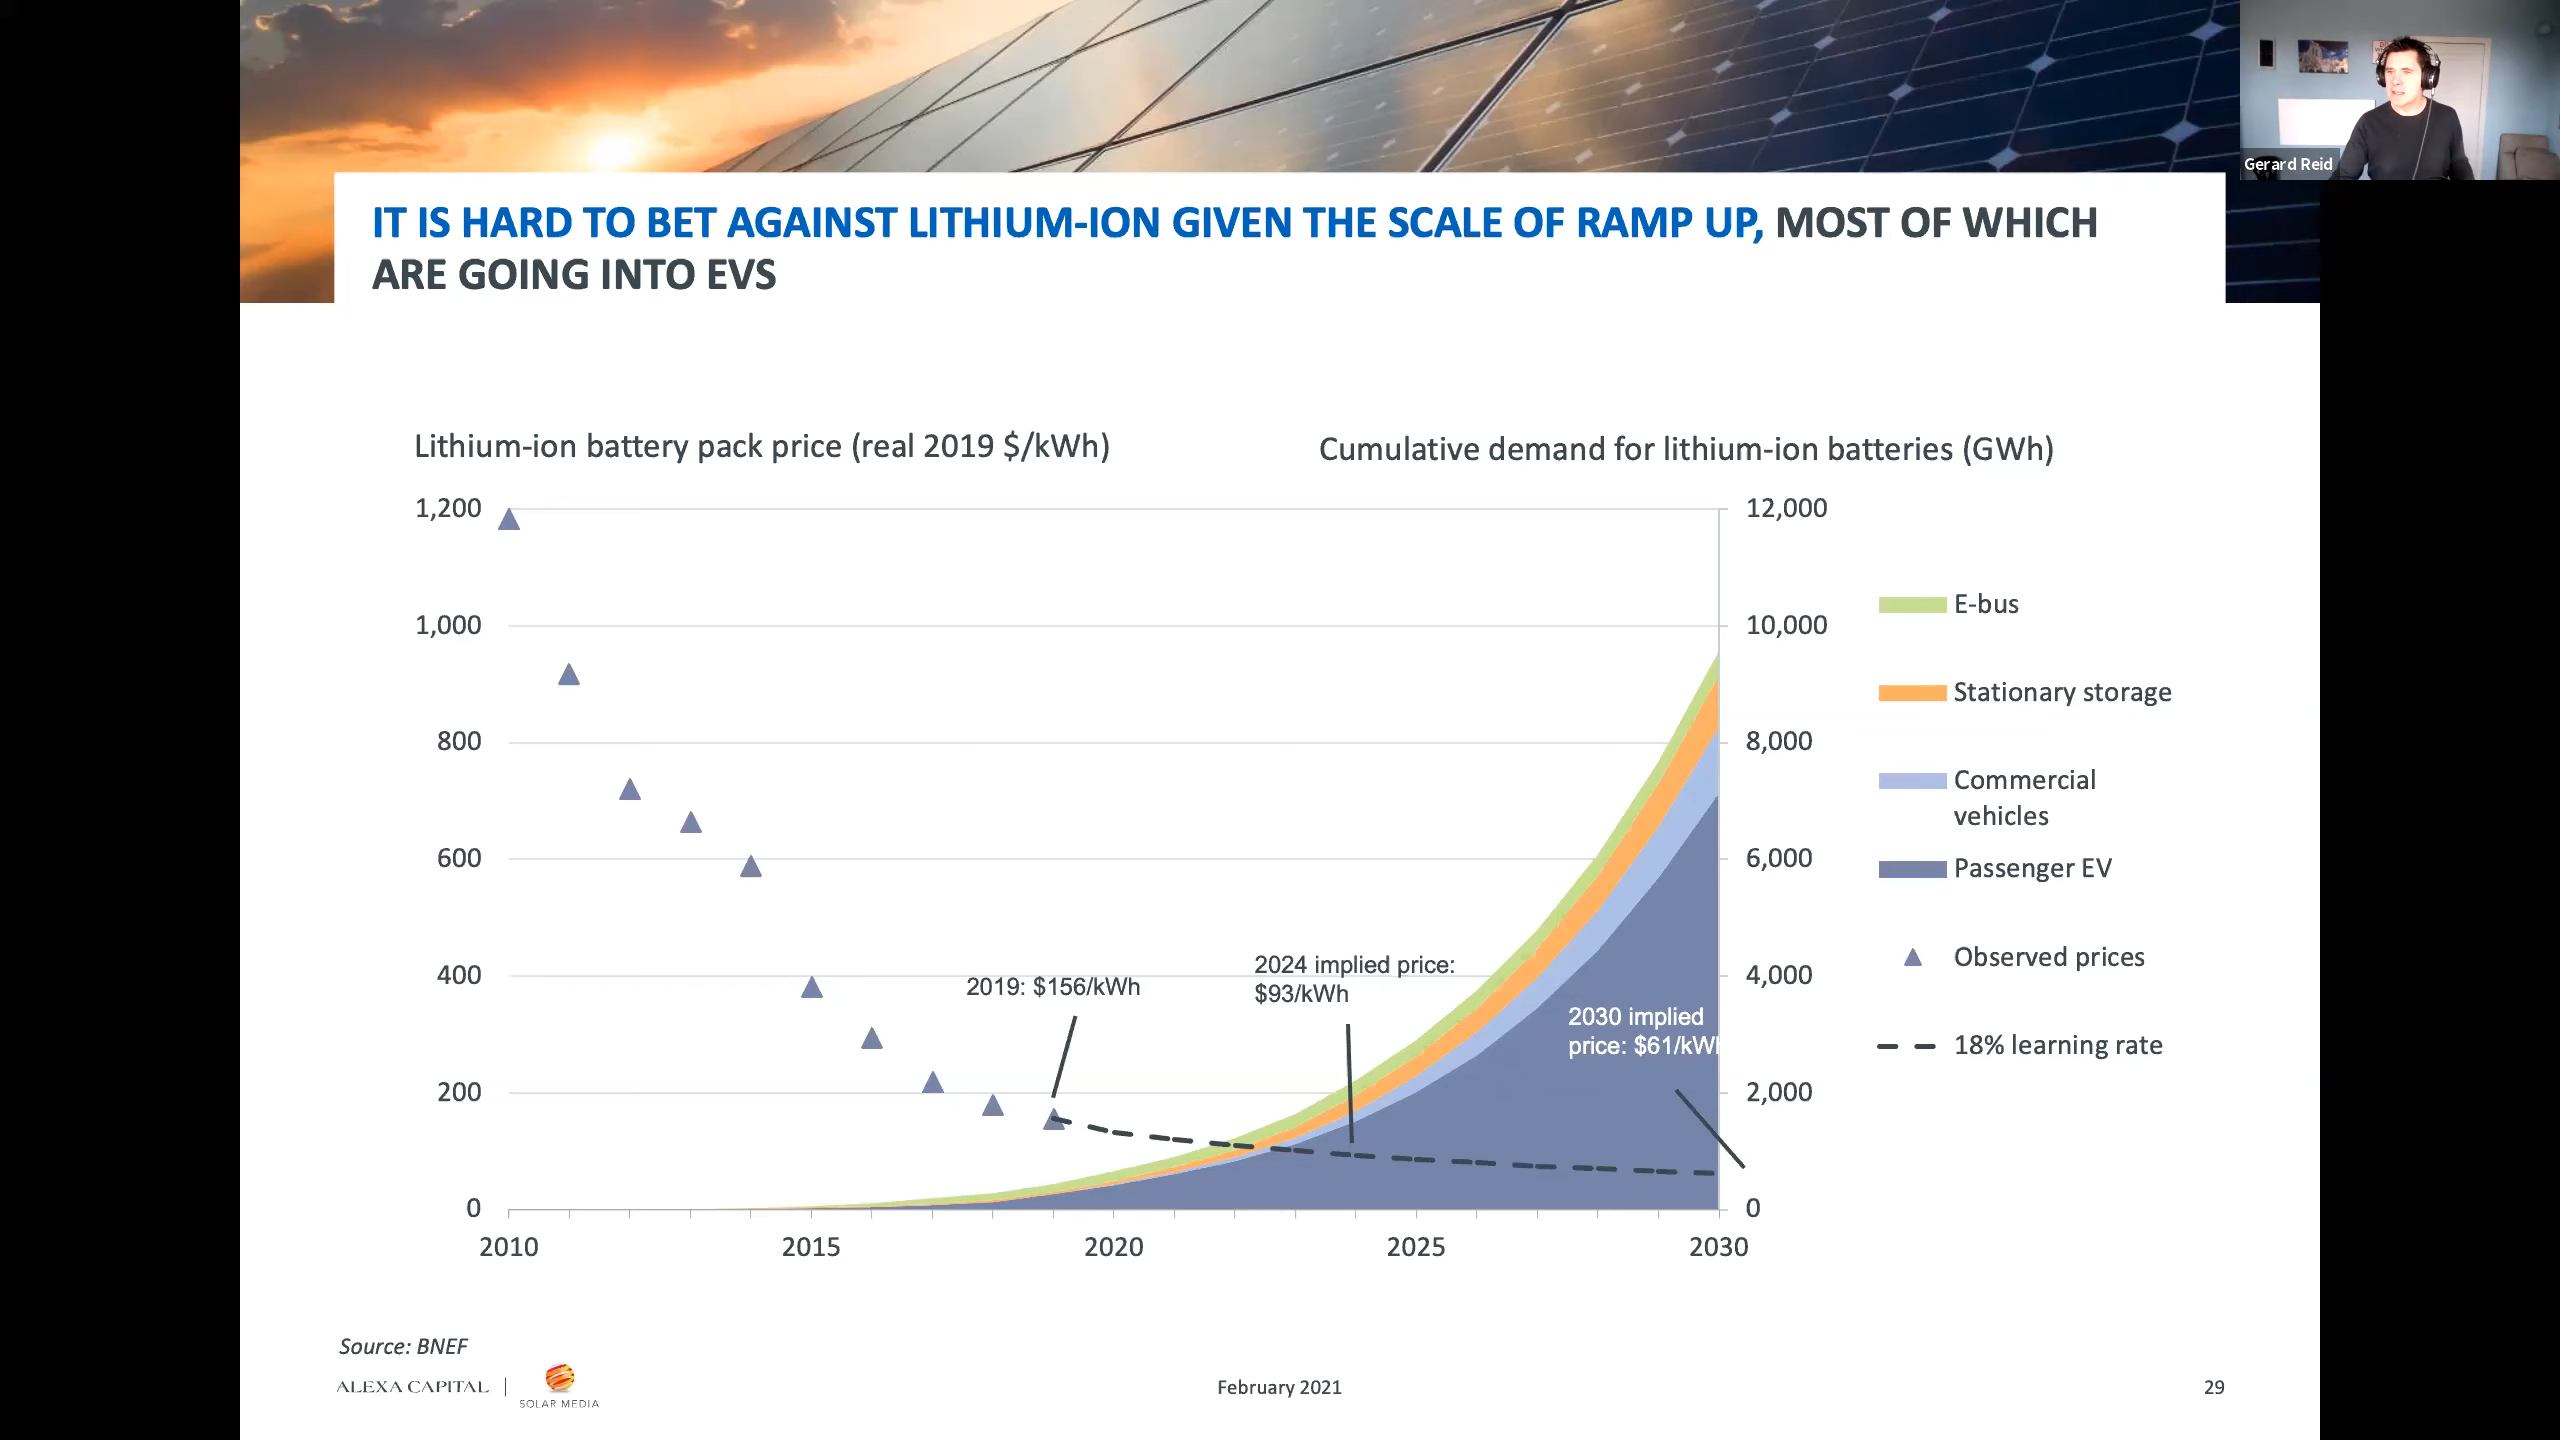 Gerard Reid
IT IS HARD TO BET AGAINST LITHIUM-ION GIVEN THE SCALE OF RAMP UP, MOST OF WHICH
ARE GOING INTO EVS
Lithium-ion battery pack price (real 2019 $/kWh)
Cumulative demand for lithium-ion batteries (GWh)
1,200
1,000
800
600
400
200
0
12,000
10,000
8,000
6,000
4,000
2,000
0
2010
2015
2020
2025
2030
2019: $156/kWh
2024 implied price:
$93/kWh
2030 implied
price: $61/kWh
E-bus
Stationary storage
Commercial
vehicles
Passenger EV
Observed prices
18% learning rate
Source: BNEF
ALEXA CAPITAL
SOLAR MEDIA
February 2021
29